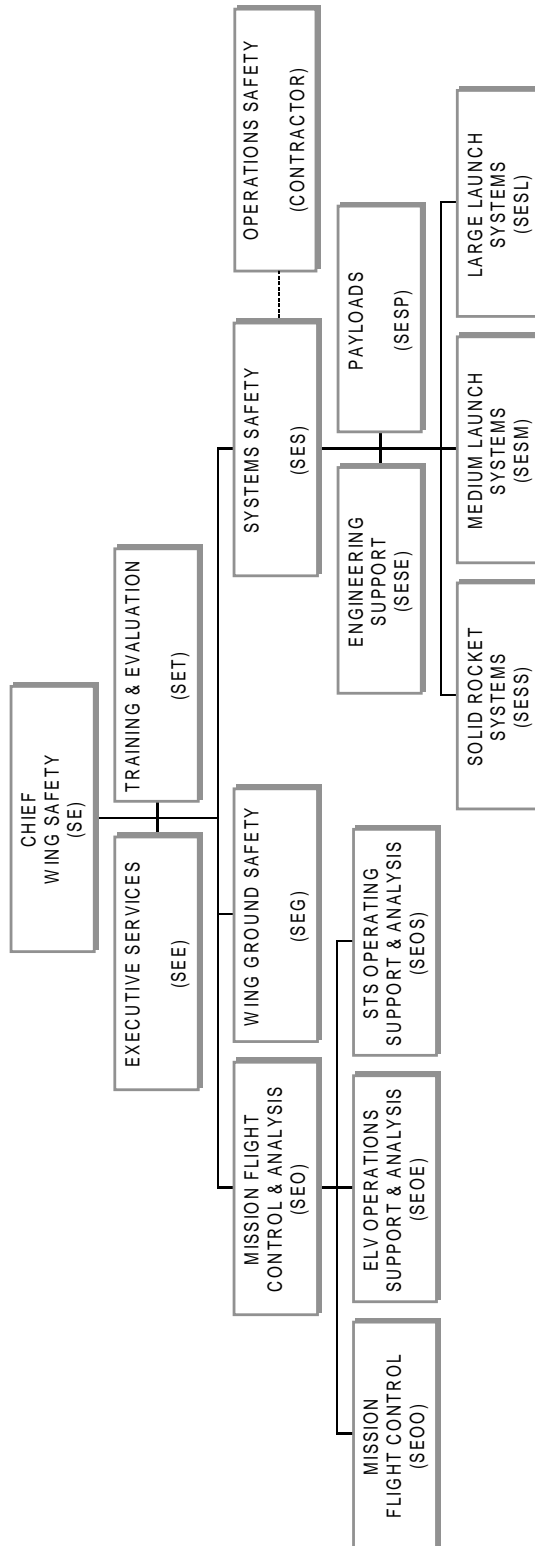 CHIEF
WING SAFETY
(SE)
EXECUTIVE SERVICES
(SEE)
TRAINING & EVALUATION
(SET)
MISSION FLIGHT
CONTROL & ANALYSIS
(SEO)
WING GROUND SAFETY
(SEG)
SYSTEMS SAFETY
(SES)
OPERATIONS SAFETY
(CONTRACTOR)
MISSION
FLIGHT CONTROL
(SEOO)
ELV OPERATIONS
SUPPORT & ANALYSIS
(SEOE)
STS OPERATING
SUPPORT & ANALYSIS
(SEOS)
ENGINEERING
SUPPORT
(SESE)
PAYLOADS
(SESP)
SOLID ROCKET
SYSTEMS
(SESS)
MEDIUM LAUNCH
SYSTEMS
(SESM)
LARGE LAUNCH
SYSTEMS
(SESL)